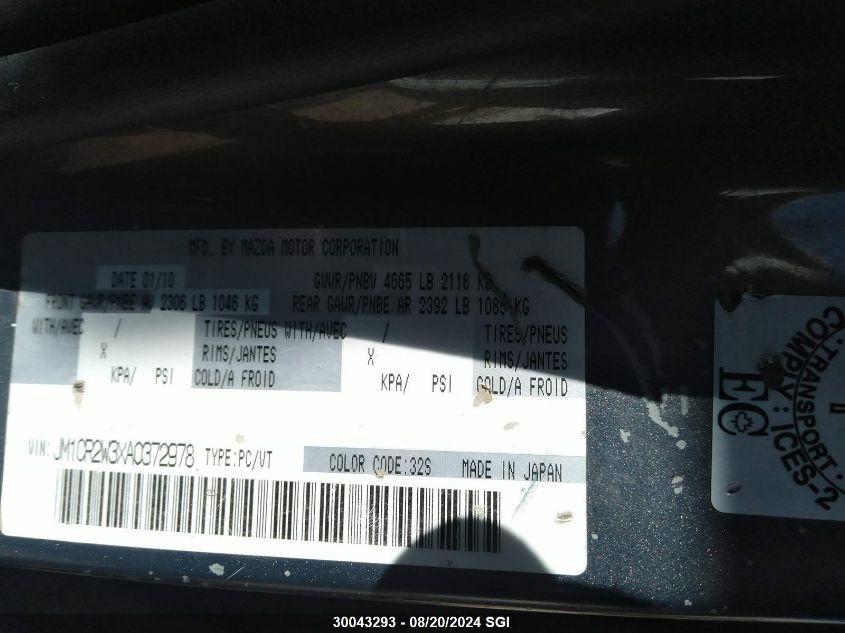 MFD. BY MAZDA MOTOR CORPORATION
DATE 01/10 GVWR/PNBV 4665 LB 2116 KG
FRONT GAWR/PNBE AV 2306 LB 1046 KG REAR GAWR/PNBE AR 2392 LB 1085 KG
WITH/AVEC / TIRES/PNEUS WITH/AVEC / TIRES/PNEUS
X RIMS/JANTES X RIMS/JANTES
KPA/ PSI COLD/A FROID KPA/ PSI COLD/A FROID
VIN: JM1CR2W3XA0372978 TYPE:PC/VT COLOR CODE:32S MADE IN JAPAN
TRANSPORT
COMPLY
ICES-2
EC
30043293 - 08/20/2024 SGI